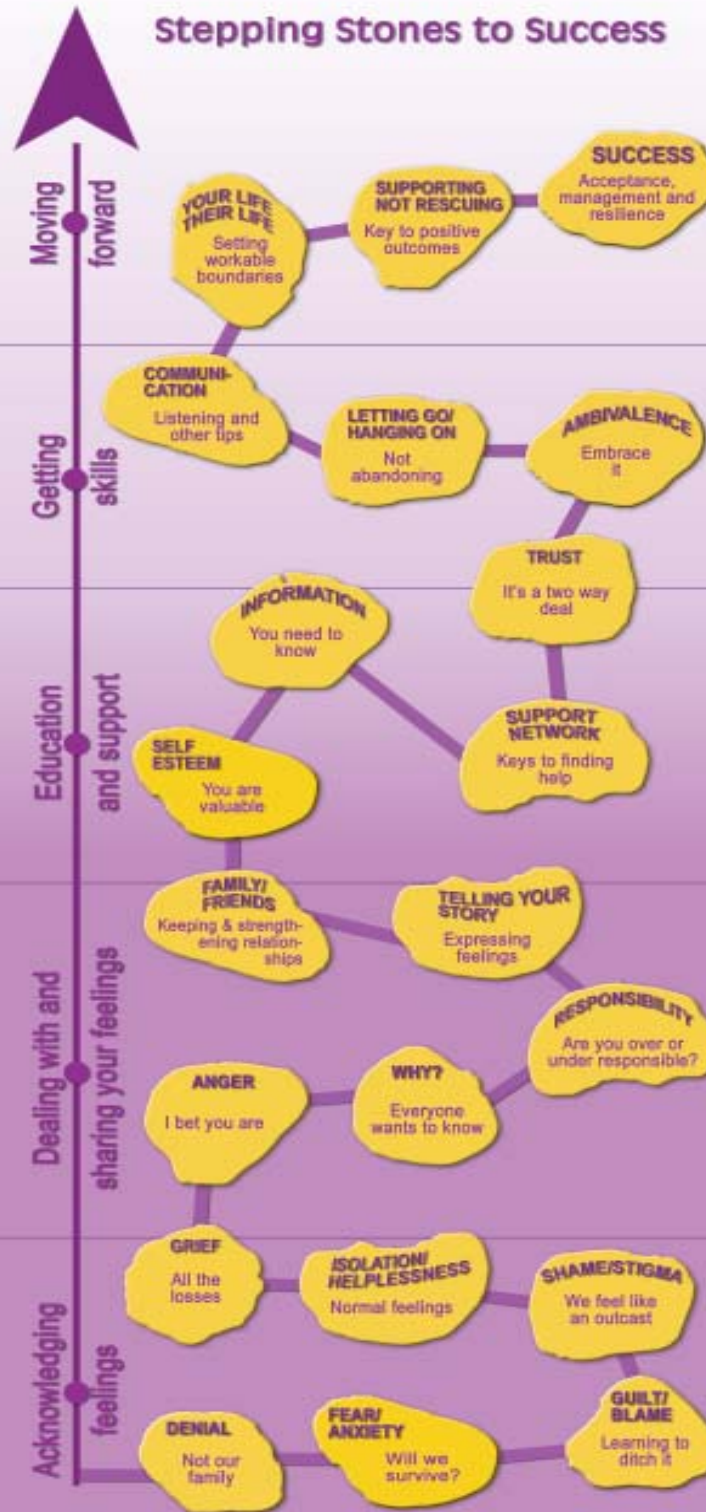 Stepping Stones to Success
Moving
forward
YOUR LIFE
THEIR LIFE
Setting
workable
boundaries
SUPPORTING
NOT RESCUING
Key to positive
outcomes
SUCCESS
Acceptance,
management and
resilience
Getting
skills
COMMUNI-
CATION
Listening and
other tips
LETTING GO/
HANGING ON
Not
abandoning
AMBIVALENCE
Embrace
it
TRUST
It's a two way
deal
Education
and support
INFORMATION
You need to
know
SUPPORT
NETWORK
Keys to finding
help
SELF
ESTEEM
You are
valuable
Dealing with and
sharing your feelings
FAMILY/
FRIENDS
Keeping & strength-
ening relation-
ships
TELLING YOUR
STORY
Expressing
feelings
RESPONSIBILITY
Are you over or
under responsible?
WHY?
Everyone
wants to know
ANGER
I bet you are
Acknowledging
feelings
GRIEF
All the
losses
ISOLATION/
HELPLESSNESS
Normal feelings
SHAME/STIGMA
We feel like
an outcast
GUILT/
BLAME
Learning to
ditch it
FEAR/
ANXIETY
Will we
survive?
DENIAL
Not our
family